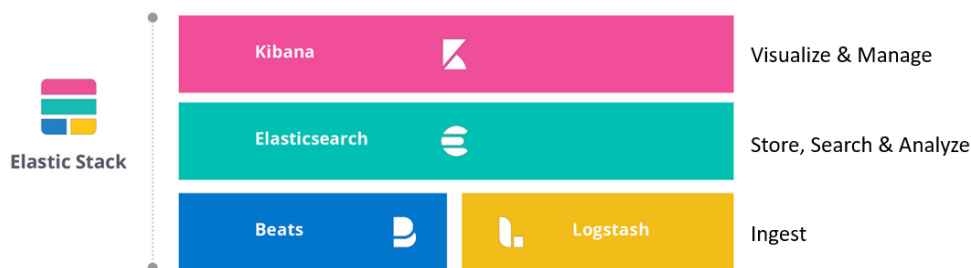 Kibana
Visualize & Manage
Elasticsearch
Store, Search & Analyze
Elastic Stack
Beats
Logstash
Ingest